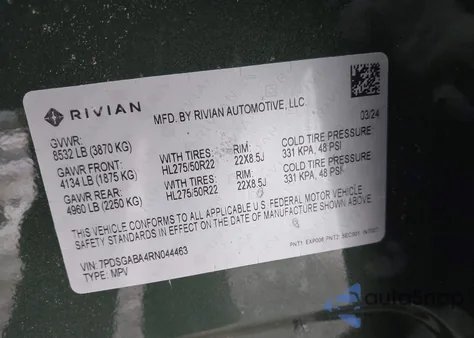 RIVIAN
MFD. BY RIVIAN AUTOMOTIVE, LLC.
03/24
GVWR:
8532 LB (3870 KG)
GAWR FRONT: WITH TIRES: RIM: COLD TIRE PRESSURE:
4134 LB (1875 KG) HL275/50R22 22X8.5J 331 KPA, 48 PSI
GAWR REAR: WITH TIRES: RIM: COLD TIRE PRESSURE:
4960 LB (2250 KG) HL275/50R22 22X8.5J 331 KPA, 48 PSI
THIS VEHICLE CONFORMS TO ALL APPLICABLE U.S. FEDERAL MOTOR VEHICLE
SAFETY STANDARDS IN EFFECT ON THE DATE OF MANUFACTURE SHOWN ABOVE.
VIN: 7PDSGABA4RN044463
TYPE: MPV
autoSnap